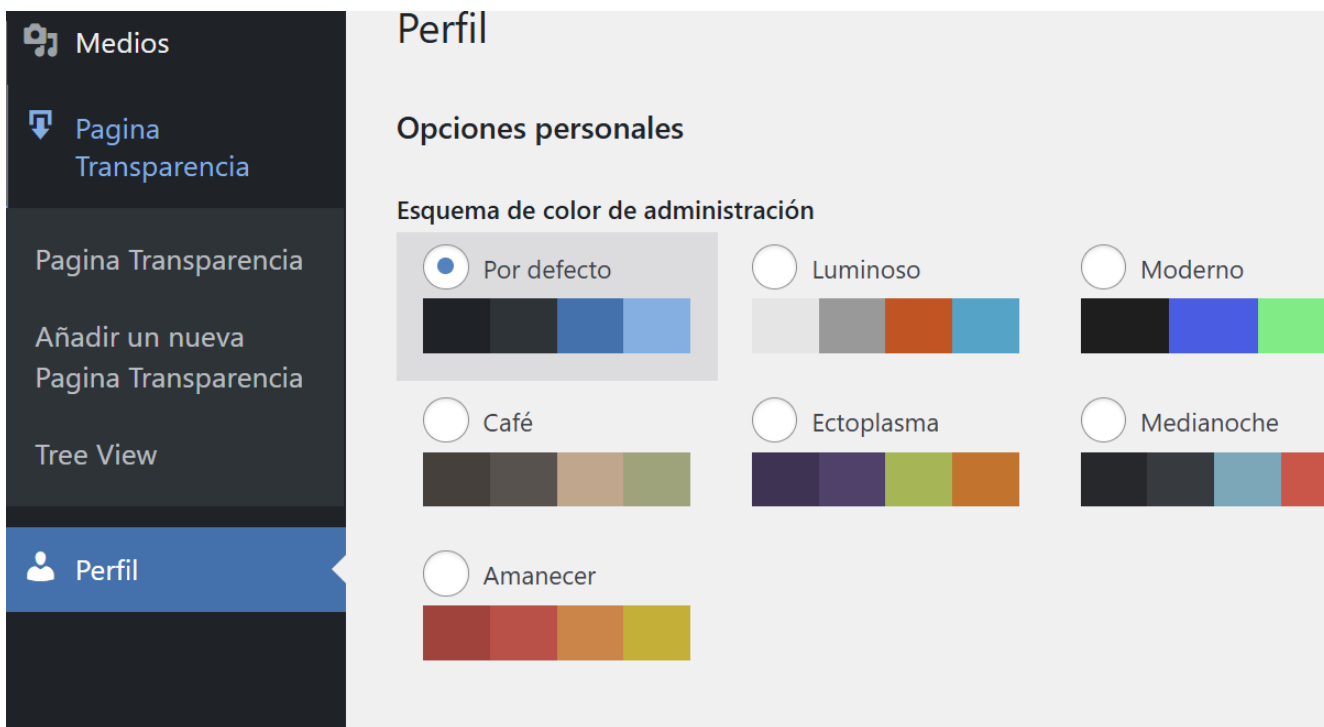 Medios
Pagina
Transparencia
Pagina Transparencia
Añadir un nueva
Pagina Transparencia
Tree View
Perfil
Perfil
Opciones personales
Esquema de color de administración
Por defecto
Luminoso
Moderno
Café
Ectoplasma
Medianoche
Amanecer